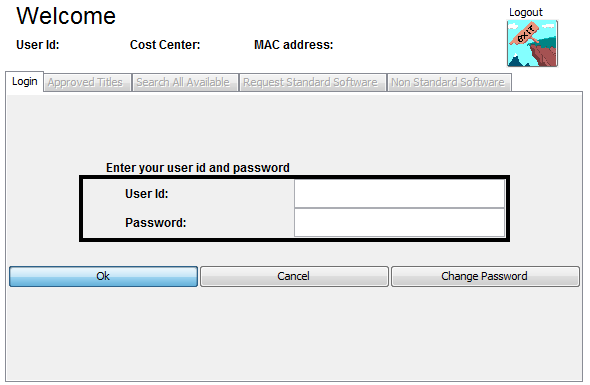 Welcome
Logout
EXIT
User Id: Cost Center: MAC address:
Login Approved Titles Search All Available Request Standard Software Non Standard Software
Enter your user id and password
User Id:
Password:
Ok Cancel Change Password